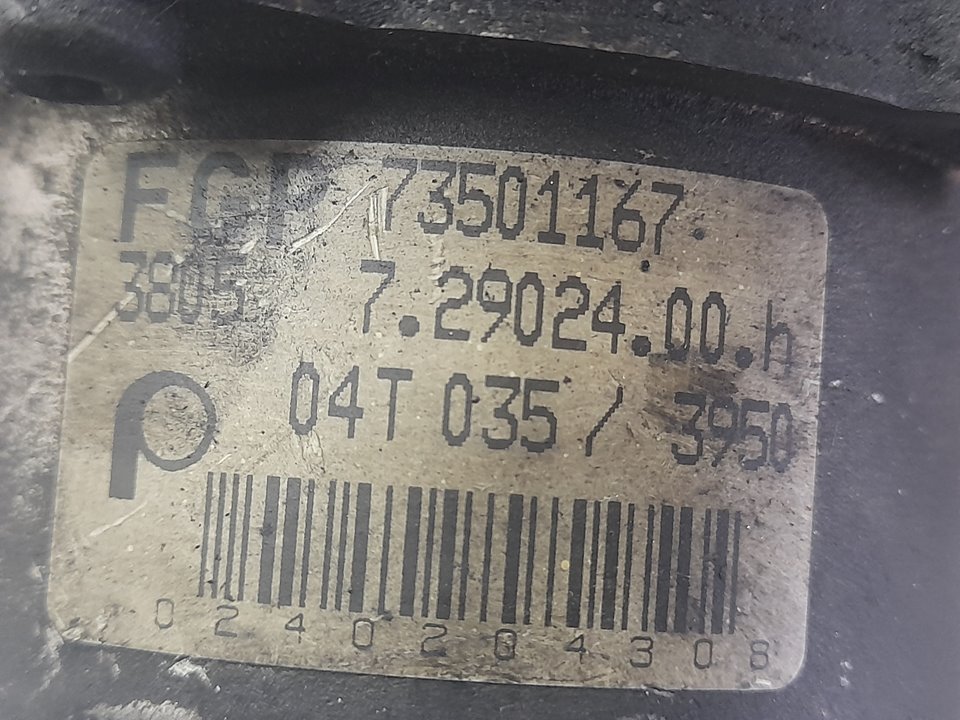 FGP 73501167
3805 7.29024.00.h
04T 035 / 3950
P
0240204308